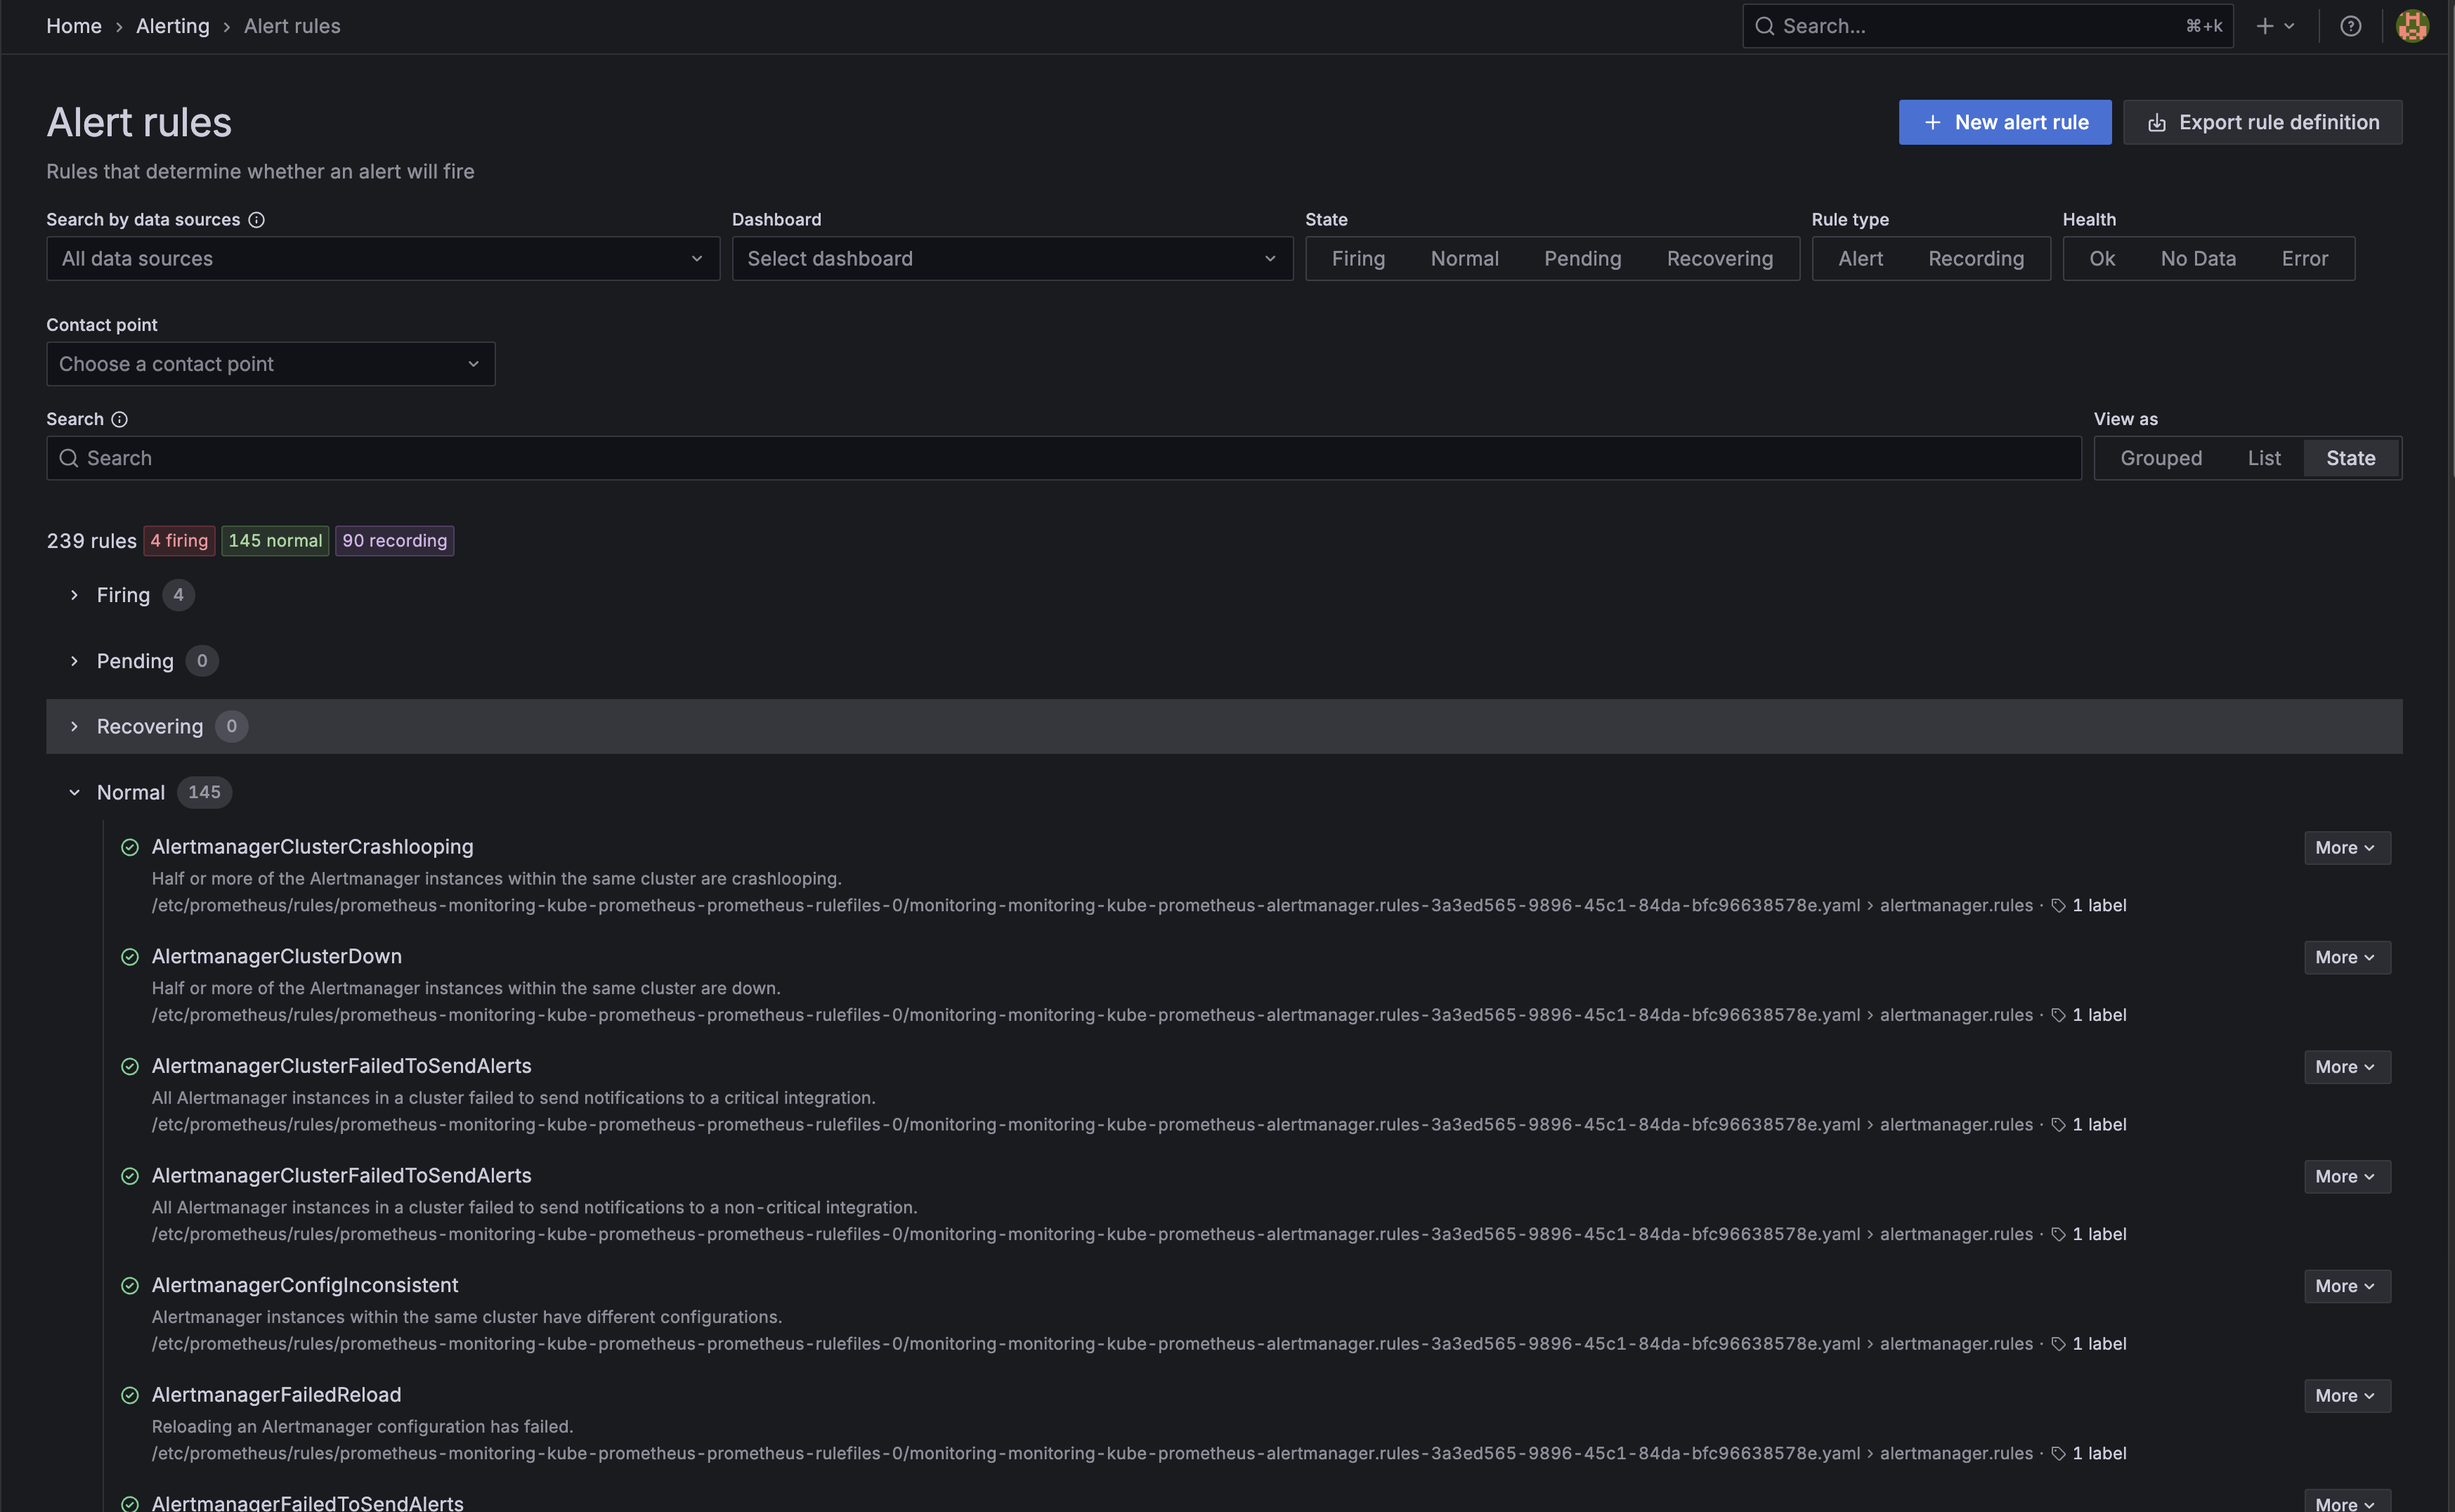 Home › Alerting › Alert rules
Search... ⌘+k
Alert rules
New alert rule
Export rule definition
Rules that determine whether an alert will fire
Search by data sources
Dashboard
State
Rule type
Health
All data sources
Select dashboard
Firing Normal Pending Recovering
Alert Recording
Ok No Data Error
Contact point
Choose a contact point
Search
View as
Search
Grouped List State
239 rules 4 firing 145 normal 90 recording
Firing 4
Pending 0
Recovering 0
Normal 145
AlertmanagerClusterCrashlooping
More
Half or more of the Alertmanager instances within the same cluster are crashlooping.
/etc/prometheus/rules/prometheus-monitoring-kube-prometheus-prometheus-rulefiles-0/monitoring-monitoring-kube-prometheus-alertmanager.rules-3a3ed565-9896-45c1-84da-bfc96638578e.yaml › alertmanager.rules · 1 label
AlertmanagerClusterDown
More
Half or more of the Alertmanager instances within the same cluster are down.
/etc/prometheus/rules/prometheus-monitoring-kube-prometheus-prometheus-rulefiles-0/monitoring-monitoring-kube-prometheus-alertmanager.rules-3a3ed565-9896-45c1-84da-bfc96638578e.yaml › alertmanager.rules · 1 label
AlertmanagerClusterFailedToSendAlerts
More
All Alertmanager instances in a cluster failed to send notifications to a critical integration.
/etc/prometheus/rules/prometheus-monitoring-kube-prometheus-prometheus-rulefiles-0/monitoring-monitoring-kube-prometheus-alertmanager.rules-3a3ed565-9896-45c1-84da-bfc96638578e.yaml › alertmanager.rules · 1 label
AlertmanagerClusterFailedToSendAlerts
More
All Alertmanager instances in a cluster failed to send notifications to a non-critical integration.
/etc/prometheus/rules/prometheus-monitoring-kube-prometheus-prometheus-rulefiles-0/monitoring-monitoring-kube-prometheus-alertmanager.rules-3a3ed565-9896-45c1-84da-bfc96638578e.yaml › alertmanager.rules · 1 label
AlertmanagerConfigInconsistent
More
Alertmanager instances within the same cluster have different configurations.
/etc/prometheus/rules/prometheus-monitoring-kube-prometheus-prometheus-rulefiles-0/monitoring-monitoring-kube-prometheus-alertmanager.rules-3a3ed565-9896-45c1-84da-bfc96638578e.yaml › alertmanager.rules · 1 label
AlertmanagerFailedReload
More
Reloading an Alertmanager configuration has failed.
/etc/prometheus/rules/prometheus-monitoring-kube-prometheus-prometheus-rulefiles-0/monitoring-monitoring-kube-prometheus-alertmanager.rules-3a3ed565-9896-45c1-84da-bfc96638578e.yaml › alertmanager.rules · 1 label
AlertmanagerFailedToSendAlerts
More